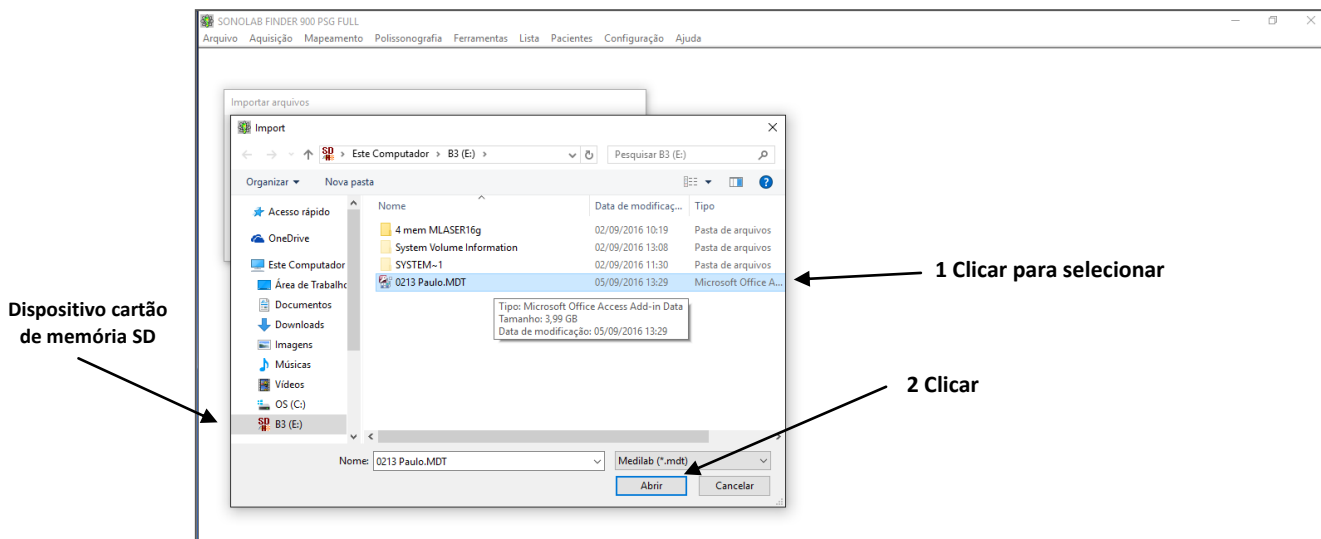 SONOLAB FINDER 900 PSG FULL
Arquivo Aquisição Mapeamento Polissonografia Ferramentas Lista Pacientes Configuração Ajuda
Importar arquivos
Import
Este Computador > B3 (E:) >
Pesquisar B3 (E:)
Organizar Nova pasta
Nome Data de modificaç... Tipo
Acesso rápido
OneDrive
Este Computador
Área de Trabalho
Documentos
Downloads
Imagens
Músicas
Vídeos
OS (C:)
B3 (E:)
4 mem MLASER16g 02/09/2016 10:19 Pasta de arquivos
System Volume Information 02/09/2016 13:08 Pasta de arquivos
SYSTEM~1 02/09/2016 11:30 Pasta de arquivos
0213 Paulo.MDT 05/09/2016 13:29 Microsoft Office A...
Tipo: Microsoft Office Access Add-in Data
Tamanho: 3,99 GB
Data de modificação: 05/09/2016 13:29
Nome: 0213 Paulo.MDT Medilab (*.mdt)
Abrir Cancelar
Dispositivo cartão
de memória SD
1 Clicar para selecionar
2 Clicar